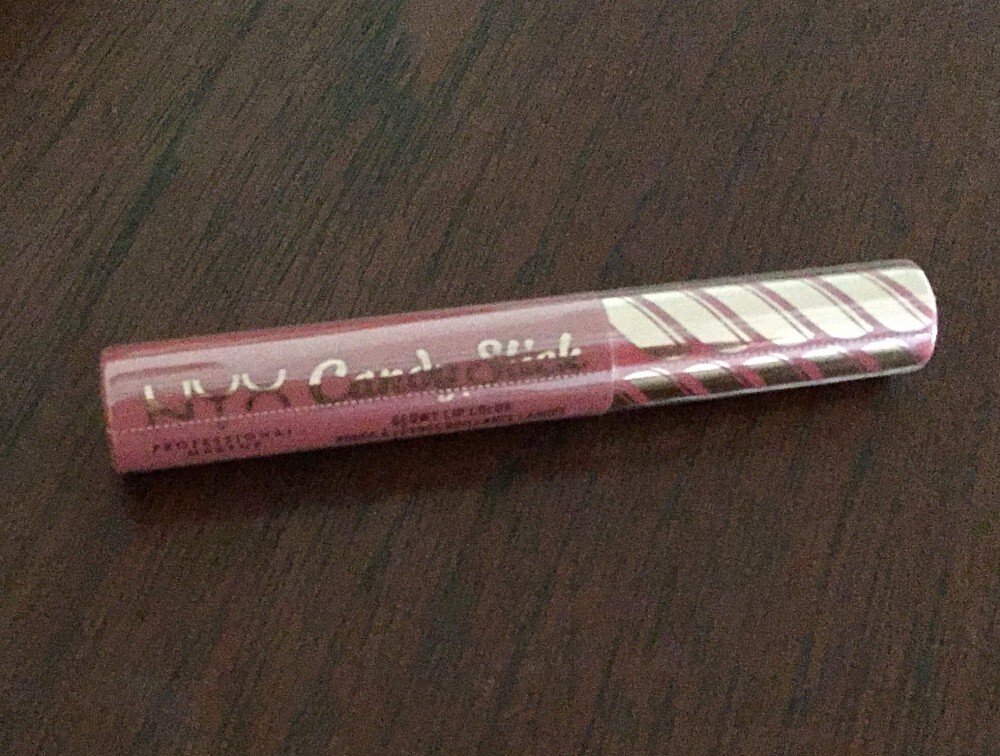 NYX
PROFESSIONAL
MAKEUP
Candy Slick
GLOWY LIP COLOR